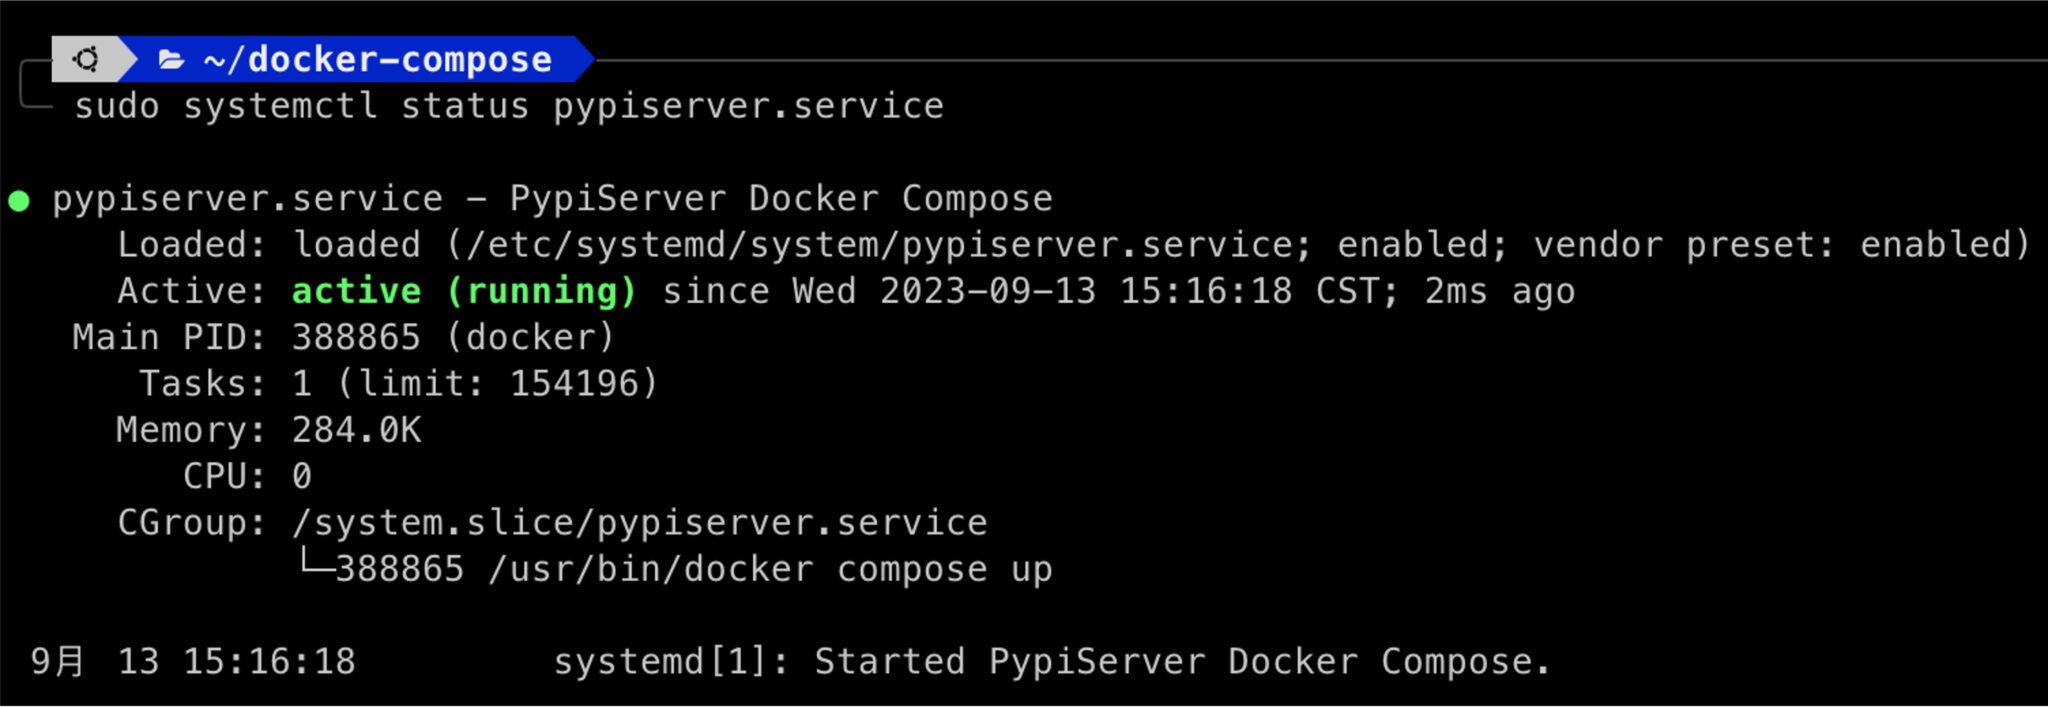 ~/docker-compose
sudo systemctl status pypiserver.service
● pypiserver.service - PypiServer Docker Compose
Loaded: loaded (/etc/systemd/system/pypiserver.service; enabled; vendor preset: enabled)
Active: active (running) since Wed 2023-09-13 15:16:18 CST; 2ms ago
Main PID: 388865 (docker)
Tasks: 1 (limit: 154196)
Memory: 284.0K
CPU: 0
CGroup: /system.slice/pypiserver.service
└─388865 /usr/bin/docker compose up
9月 13 15:16:18 systemd[1]: Started PypiServer Docker Compose.